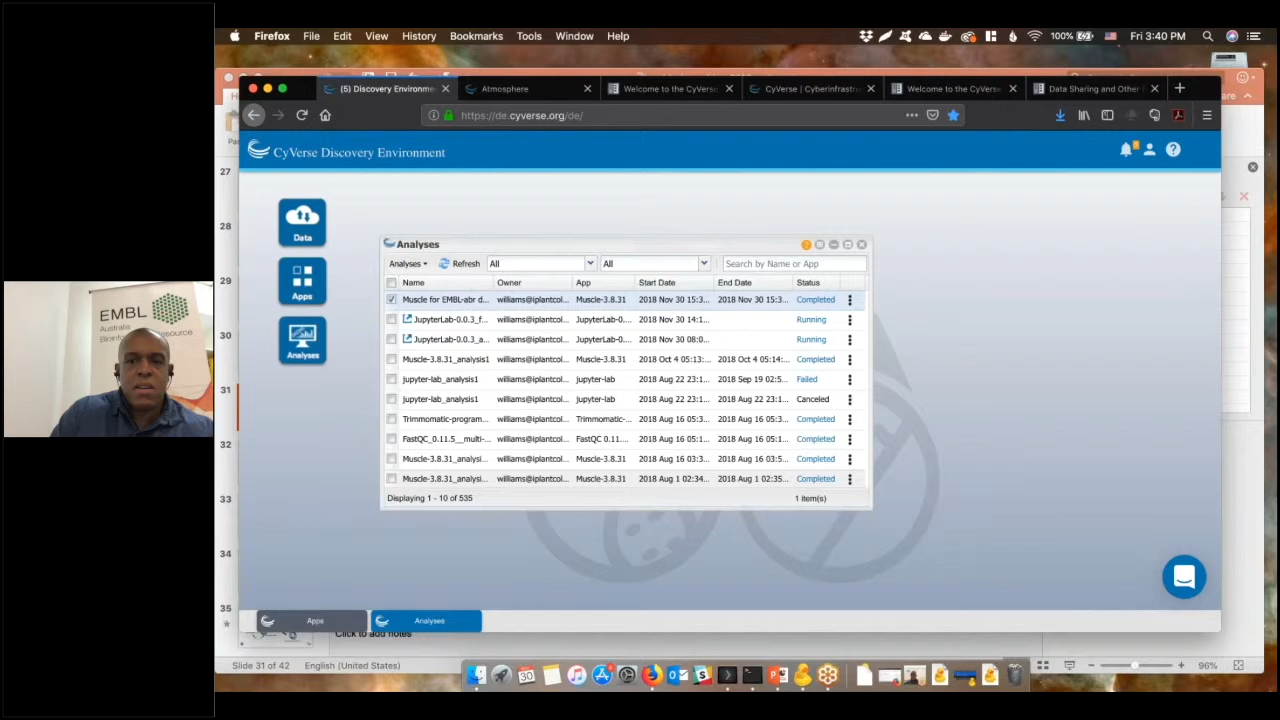 Firefox File Edit View History Bookmarks Tools Window Help
100% Fri 3:40 PM
(5) Discovery Environme
Atmosphere
Welcome to the CyVerse
CyVerse | Cyberinfrastru
Welcome to the CyVerse
Data Sharing and Other
https://de.cyverse.org/de/
CyVerse Discovery Environment
Data
Apps
Analyses
Analyses
Analyses Refresh All All Search by Name or App
Name Owner App Start Date End Date Status
Muscle for EMBL-abr d... williams@iplantcol... Muscle-3.8.31 2018 Nov 30 15:3... 2018 Nov 30 15:3... Completed
JupyterLab-0.0.3_f... williams@iplantcol... JupyterLab-0.... 2018 Nov 30 14:1... Running
JupyterLab-0.0.3_a... williams@iplantcol... JupyterLab-0.... 2018 Nov 30 08:0... Running
Muscle-3.8.31_analysis1 williams@iplantcol... Muscle-3.8.31 2018 Oct 4 05:13:... 2018 Oct 4 05:14:... Completed
jupyter-lab_analysis1 williams@iplantcol... jupyter-lab 2018 Aug 22 23:1... 2018 Sep 19 02:5... Failed
jupyter-lab_analysis1 williams@iplantcol... jupyter-lab 2018 Aug 22 23:1... 2018 Aug 22 23:1... Canceled
Trimmomatic-program... williams@iplantcol... Trimmomatic-... 2018 Aug 16 05:3... 2018 Aug 16 05:3... Completed
FastQC_0.11.5__multi-... williams@iplantcol... FastQC 0.11.... 2018 Aug 16 05:1... 2018 Aug 16 05:1... Completed
Muscle-3.8.31_analysi... williams@iplantcol... Muscle-3.8.31 2018 Aug 16 03:3... 2018 Aug 16 03:5... Completed
Muscle-3.8.31_analysi... williams@iplantcol... Muscle-3.8.31 2018 Aug 1 02:34... 2018 Aug 1 02:35... Completed
Displaying 1 - 10 of 535 1 item(s)
Apps
Analyses
27
28
29
30
31
32
33
34
35
Click to add notes
Slide 31 of 42 English (United States) 96%
EMBL
Australia